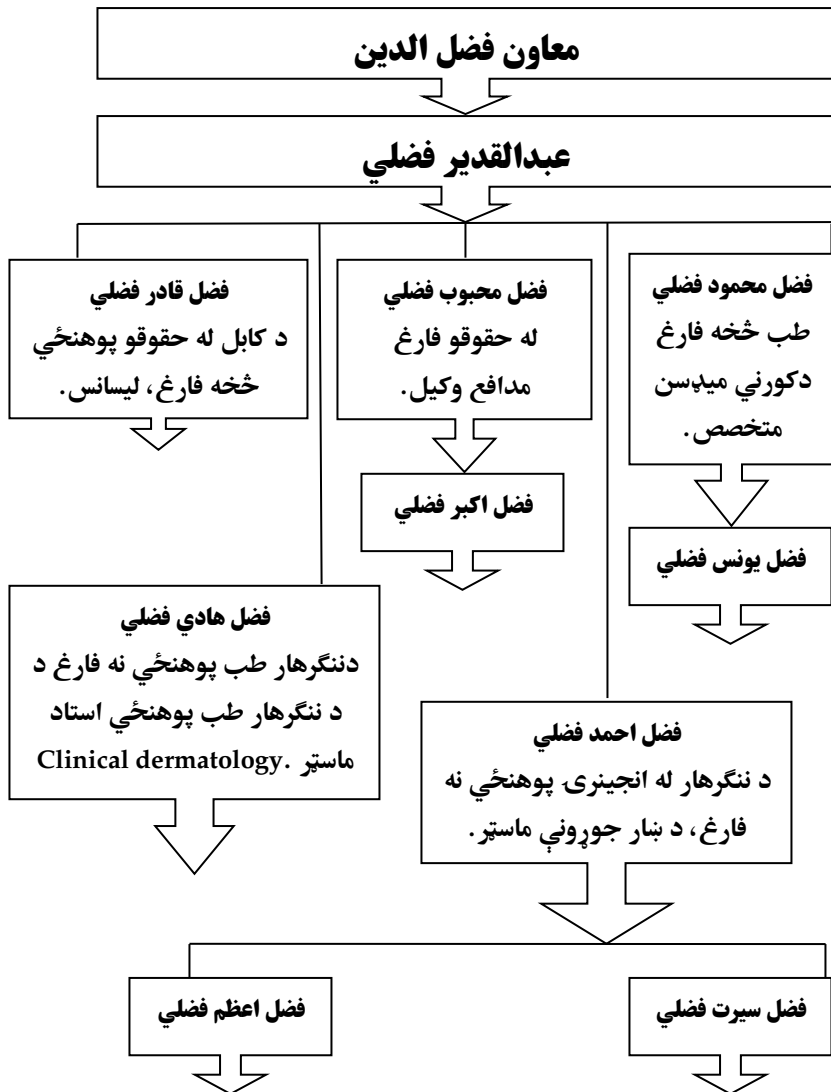 معاون فضل الدين
عبدالقدير فضلي
فضل محمود فضلي
طب څخه فارغ
دکورني ميډسن
متخصص.
فضل محبوب فضلي
له حقوقو فارغ
مدافع وکيل.
فضل قادر فضلي
د کابل له حقوقو پوهنځي
څخه فارغ، ليسانس.
فضل اکبر فضلي
فضل يونس فضلي
فضل هادي فضلي
دننګرهار طب پوهنځي نه فارغ د
د ننګرهار طب پوهنځي استاد
ماسټر .Clinical dermatology
فضل احمد فضلي
د ننګرهار له انجينرۍ پوهنځي نه
فارغ، د ښار جوړونې ماسټر.
فضل سيرت فضلي
فضل اعظم فضلي